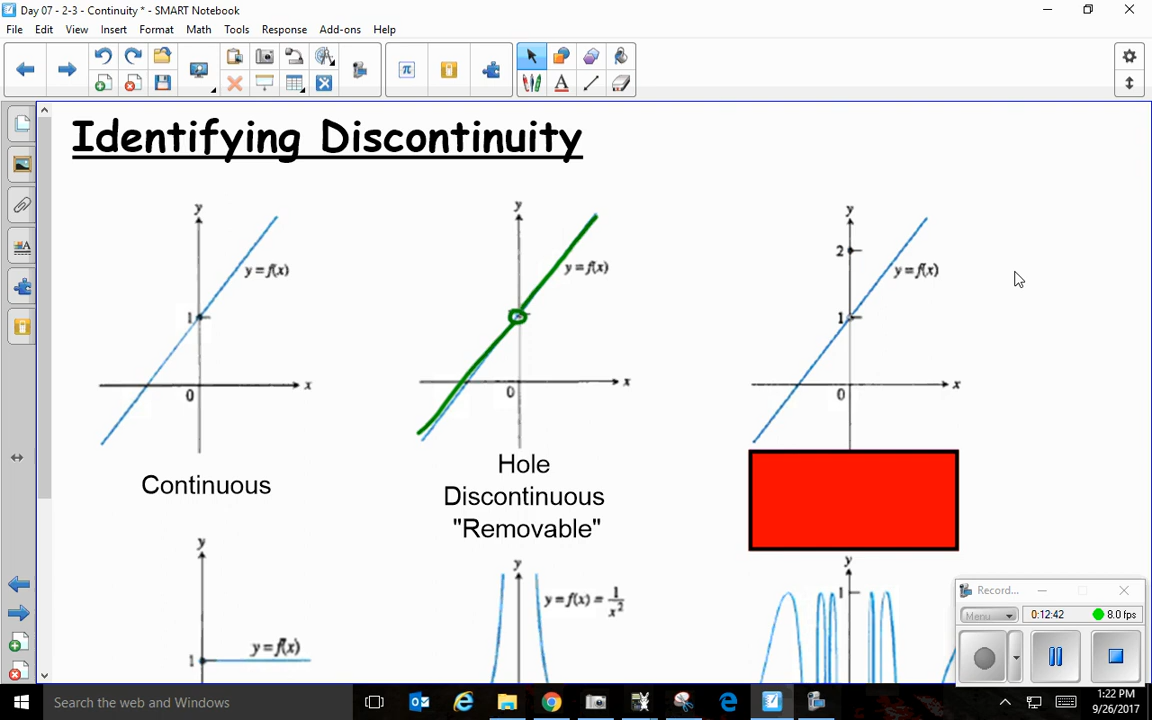 Day 07 - 2-3 - Continuity * - SMART Notebook
File Edit View Insert Format Math Tools Response Add-ons Help
Identifying Discontinuity
y
y
y
2
y = f(x)
y = f(x)
y = f(x)
1
1
x
x
x
0
0
0
Hole
Continuous
Discontinuous
"Removable"
y
y
y
y = f(x) = 1/x²
1
y = f(x)
1
Record...
Menu
0:12:42
8.0 fps
Search the web and Windows
1:22 PM
9/26/2017